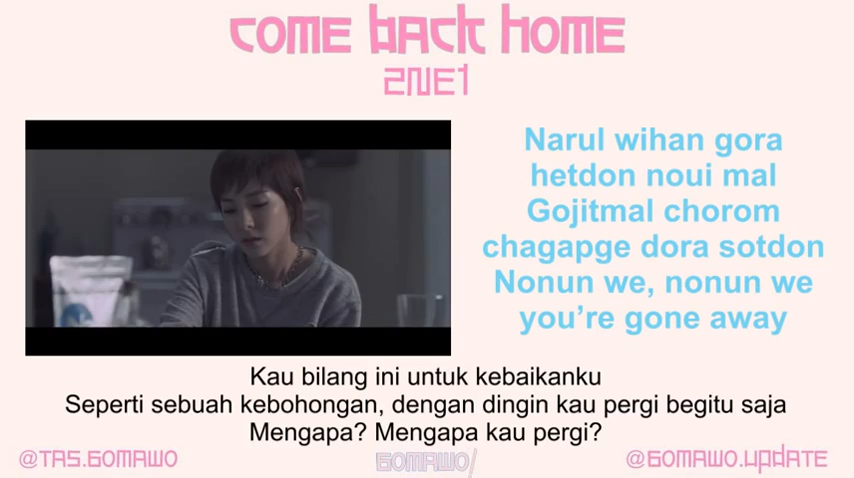 COME BACK HOME
2NE1
Narul wihan gora
hetdon noui mal
Gojitmal chorom
chagapge dora sotdon
Nonun we, nonun we
you're gone away
Kau bilang ini untuk kebaikanku
Seperti sebuah kebohongan, dengan dingin kau pergi begitu saja
Mengapa? Mengapa kau pergi?
@TAS.GOMAWO
GOMAWO
@GOMAWO.UPDATE